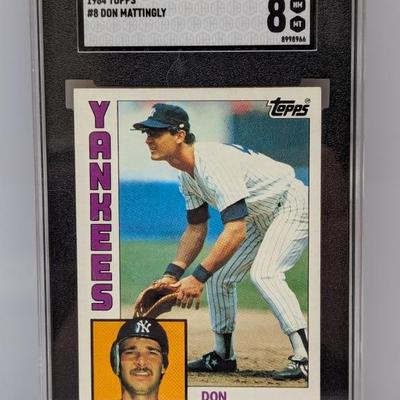 1984 TOPPS
#8 DON MATTINGLY
8
NM
MT
8998966
Topps
YANKEES
NY
DON